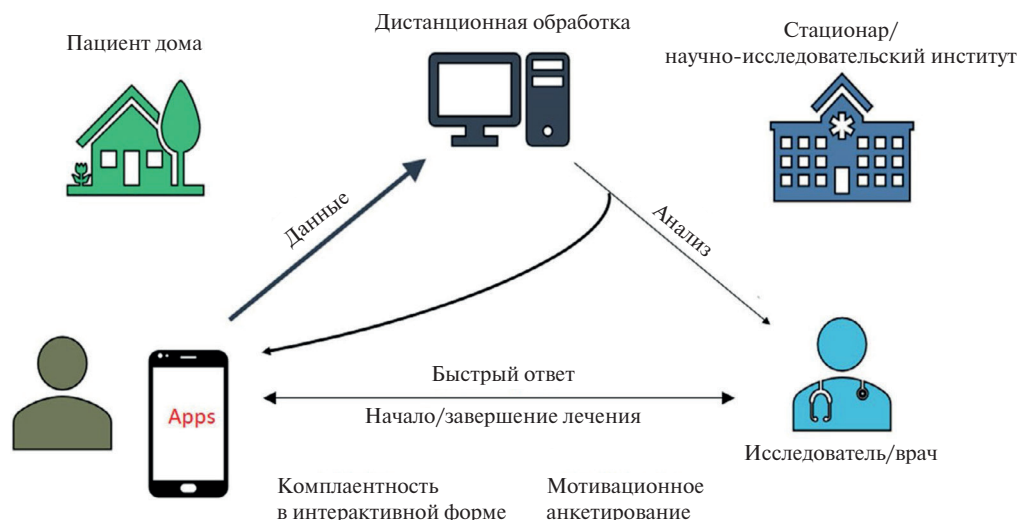 Пациент дома
Дистанционная обработка
Стационар/
научно-исследовательский институт
Данные
Анализ
Apps
Быстрый ответ
Начало/завершение лечения
Исследователь/врач
Комплаентность
в интерактивной форме
Мотивационное
анкетирование